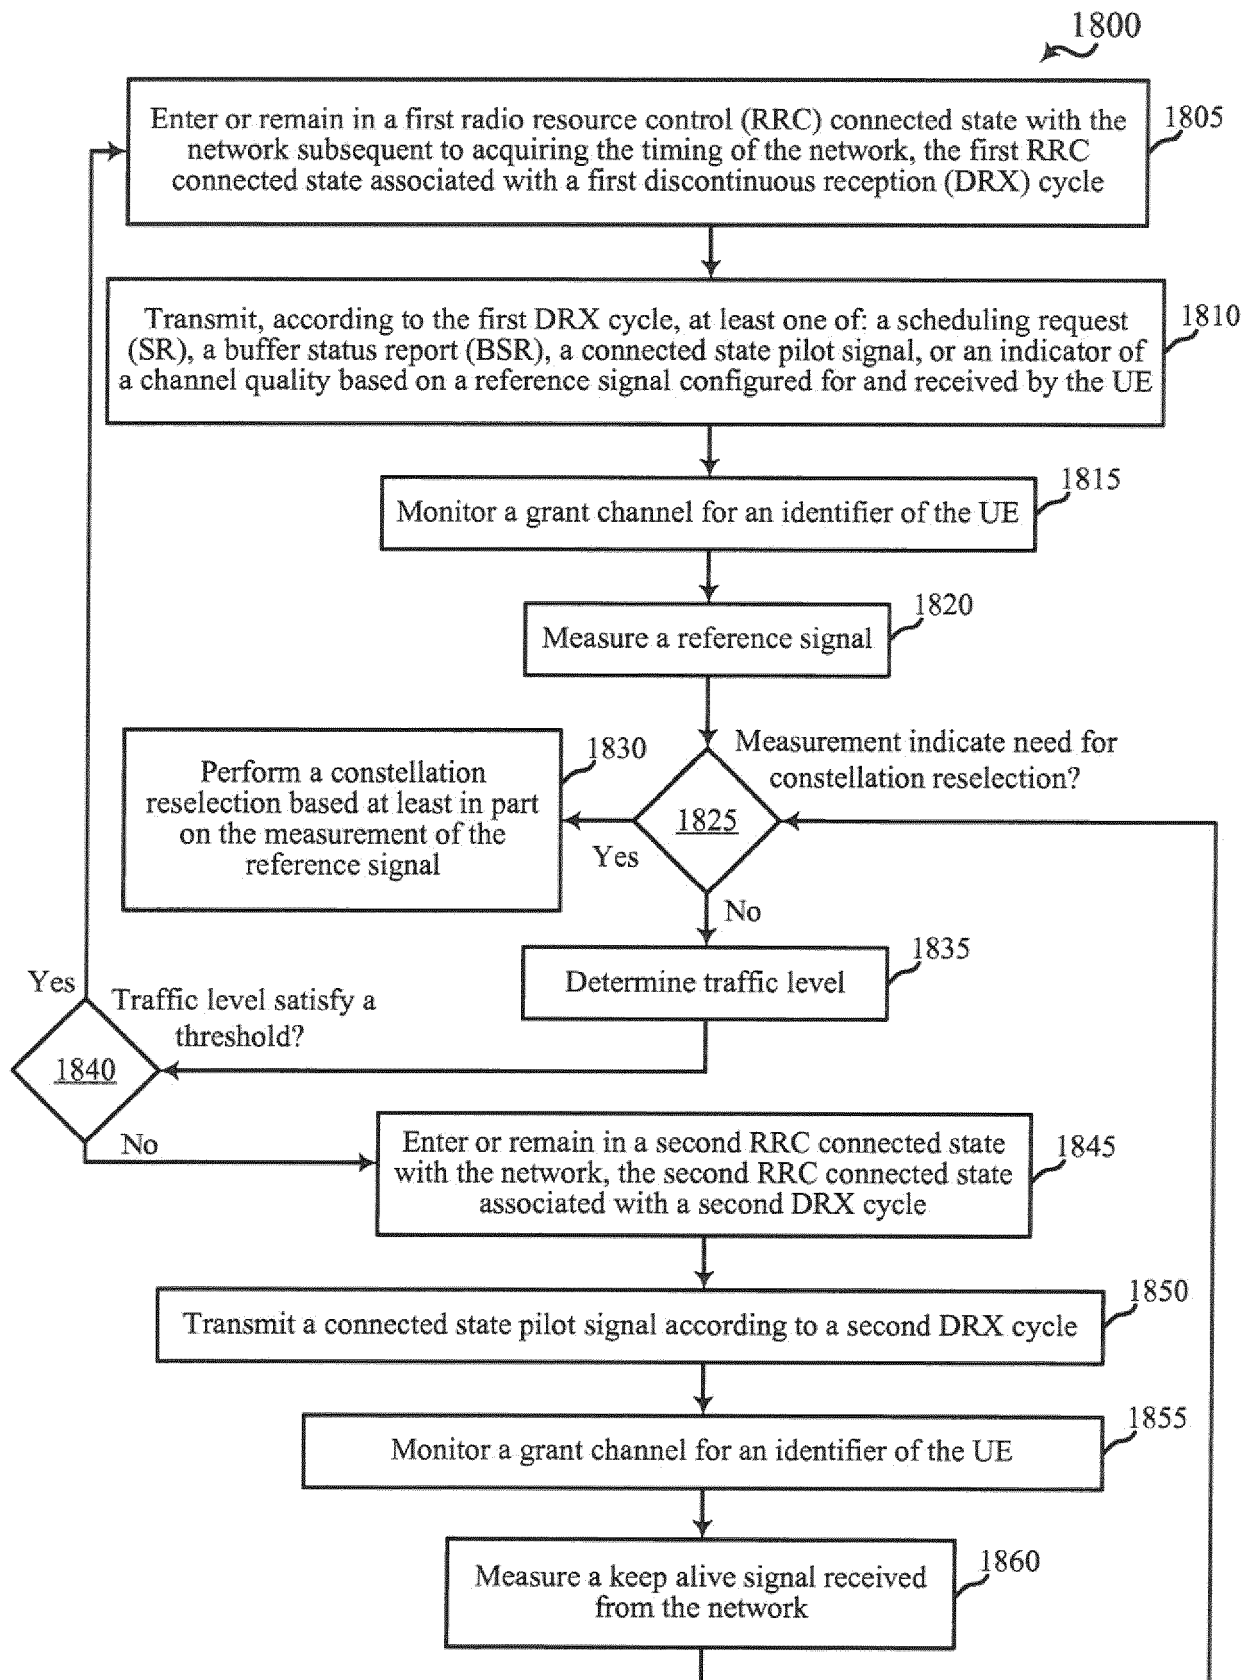 1800
Enter or remain in a first radio resource control (RRC) connected state with the
network subsequent to acquiring the timing of the network, the first RRC
connected state associated with a first discontinuous reception (DRX) cycle
1805
Transmit, according to the first DRX cycle, at least one of: a scheduling request
(SR), a buffer status report (BSR), a connected state pilot signal, or an indicator of
a channel quality based on a reference signal configured for and received by the UE
1810
Monitor a grant channel for an identifier of the UE
1815
Measure a reference signal
1820
Measurement indicate need for
constellation reselection?
1825
Yes
No
Perform a constellation
reselection based at least in part
on the measurement of the
reference signal
1830
Determine traffic level
1835
Traffic level satisfy a
threshold?
1840
Yes
No
Enter or remain in a second RRC connected state
with the network, the second RRC connected state
associated with a second DRX cycle
1845
Transmit a connected state pilot signal according to a second DRX cycle
1850
Monitor a grant channel for an identifier of the UE
1855
Measure a keep alive signal received
from the network
1860